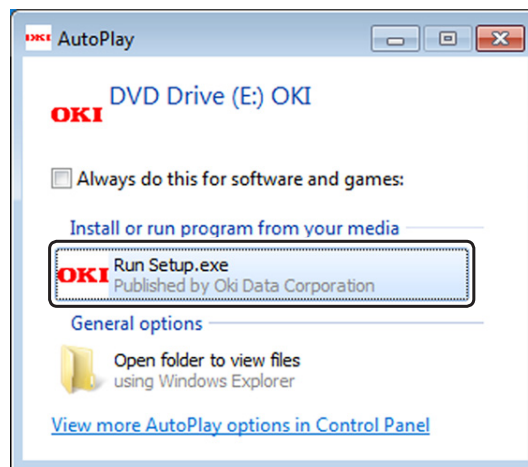 OKI AutoPlay
OKI DVD Drive (E:) OKI
Always do this for software and games:
Install or run program from your media
OKI Run Setup.exe
Published by Oki Data Corporation
General options
Open folder to view files
using Windows Explorer
View more AutoPlay options in Control Panel